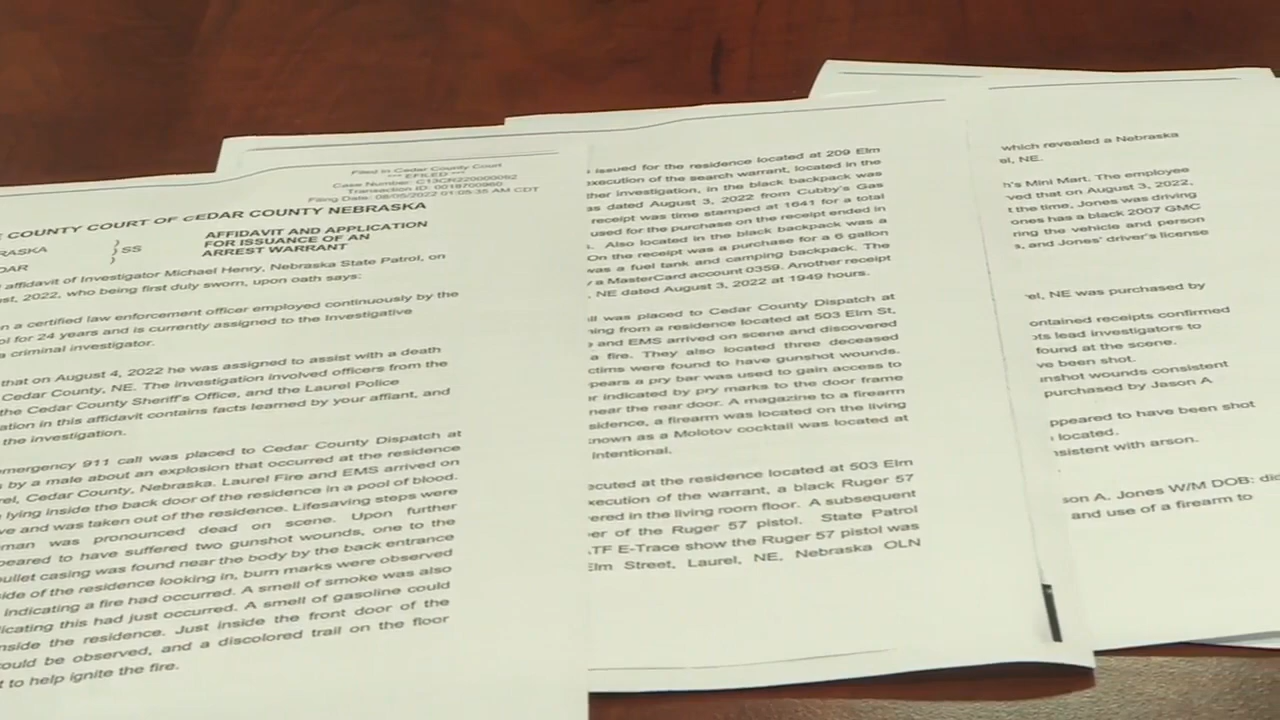 Filed in Cedar County Court
*** EFILED ***
Case Number: C13CR220000052
Transaction ID: 0018700960
Filing Date: 08/05/2022 01:05:35 AM CDT
COUNTY COURT OF CEDAR COUNTY NEBRASKA
RASKA } AFFIDAVIT AND APPLICATION
}SS FOR ISSUANCE OF AN
DAR } ARREST WARRANT
affidavit of Investigator Michael Henry, Nebraska State Patrol, on
st, 2022, who being first duly sworn, upon oath says:
n a certified law enforcement officer employed continuously by the
ol for 24 years and is currently assigned to the Investigative
criminal investigator.
that on August 4, 2022 he was assigned to assist with a death
Cedar County, NE. The investigation involved officers from the
the Cedar County Sheriff's Office, and the Laurel Police
ation in this affidavit contains facts learned by your affiant, and
the investigation.
emergency 911 call was placed to Cedar County Dispatch at
by a male about an explosion that occurred at the residence
rel, Cedar County, Nebraska. Laurel Fire and EMS arrived on
lying inside the back door of the residence in a pool of blood.
ve and was taken out of the residence. Lifesaving steps were
man was pronounced dead on scene. Upon further
peared to have suffered two gunshot wounds, one to the
bullet casing was found near the body by the back entrance
ide of the residence looking in, burn marks were observed
indicating a fire had occurred. A smell of smoke was also
icating this had just occurred. A smell of gasoline could
nside the residence. Just inside the front door of the
ould be observed, and a discolored trail on the floor
t to help ignite the fire.
issued for the residence located at 209 Elm
execution of the search warrant, located in the
ther investigation, in the black backpack was
as dated August 3, 2022 from Cubby's Gas
receipt was time stamped at 1641 for a total
used for the purchase on the receipt ended in
. Also located in the black backpack was a
On the receipt was a purchase for a 6 gallon
was a fuel tank and camping backpack. The
y a MasterCard account 0359. Another receipt
, NE dated August 3, 2022 at 1949 hours.
all was placed to Cedar County Dispatch at
ning from a residence located at 503 Elm St,
e and EMS arrived on scene and discovered
a fire. They also located three deceased
ctims were found to have gunshot wounds.
pears a pry bar was used to gain access to
r indicated by pry marks to the door frame
near the rear door. A magazine to a firearm
sidence, a firearm was located on the living
known as a Molotov cocktail was located at
Intentional.
ecuted at the residence located at 503 Elm
xecution of the warrant, a black Ruger 57
ered in the living room floor. A subsequent
er of the Ruger 57 pistol. State Patrol
ATF E-Trace show the Ruger 57 pistol was
Elm Street, Laurel, NE, Nebraska OLN
which revealed a Nebraska
el, NE.
h's Mini Mart. The employee
ved that on August 3, 2022,
t the time, Jones was driving
ones has a black 2007 GMC
ring the vehicle and person
s, and Jones' driver's license
el, NE was purchased by
ontained receipts confirmed
ots lead investigators to
found at the scene.
ve been shot.
unshot wounds consistent
purchased by Jason A.
ppeared to have been shot
located.
nsistent with arson.
son A. Jones W/M DOB: did
and use of a firearm to